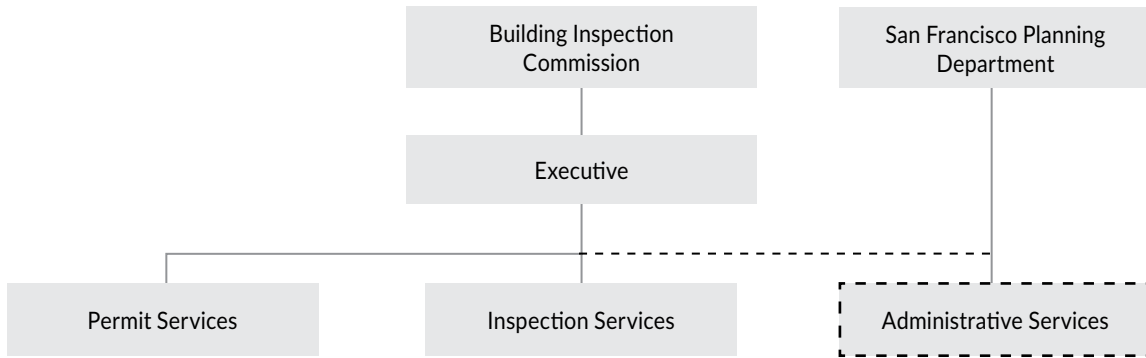 Building Inspection
Commission
San Francisco Planning
Department
Executive
Permit Services
Inspection Services
Administrative Services